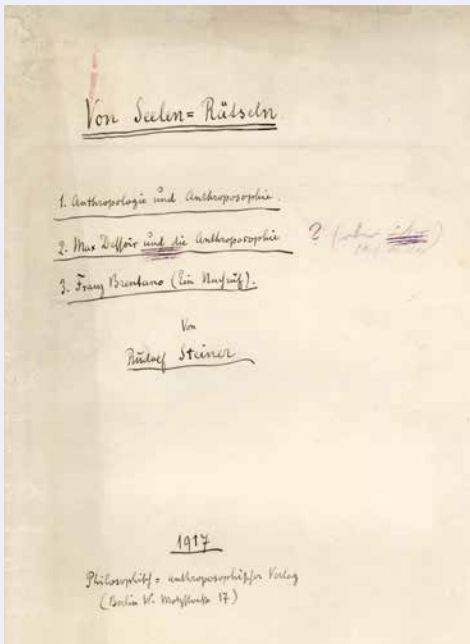 Von Seelen=Rätseln.
1. Anthropologie und Anthroposophie.
2. Max Dessoir und die Anthroposophie ?
3. Franz Brentano (Ein Nachruf).
Von
Rudolf Steiner
1917
Philosophisch=anthroposophischer Verlag
(Berlin W. Motzstraße 17)